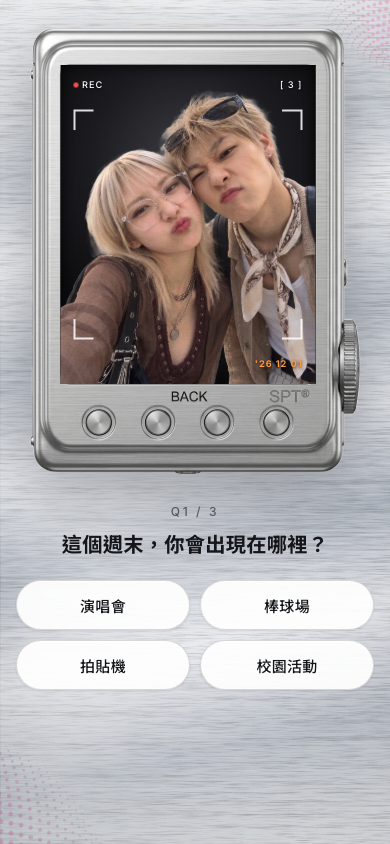 REC
[ 3 ]
'26 12 01
BACK
SPT®
Q1 / 3
這個週末，你會出現在哪裡？
演唱會
棒球場
拍貼機
校園活動